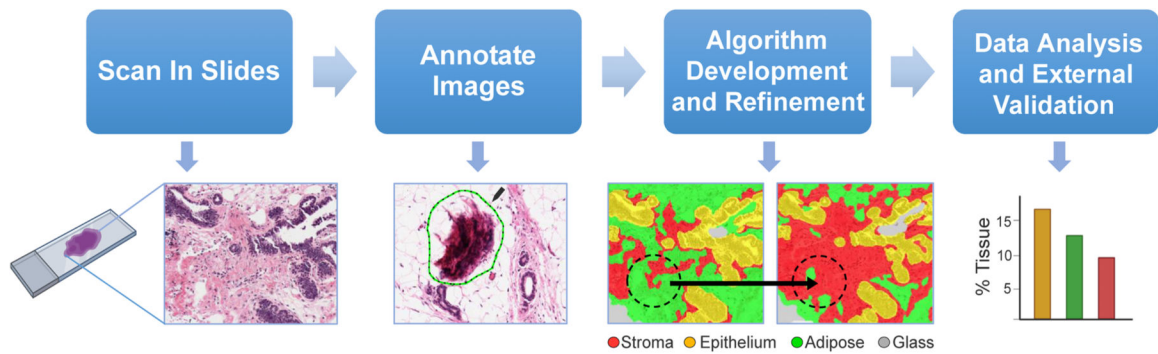 Scan In Slides
Annotate
Images
Algorithm
Development
and Refinement
Data Analysis
and External
Validation
% Tissue
15
10
5
Stroma Epithelium Adipose Glass